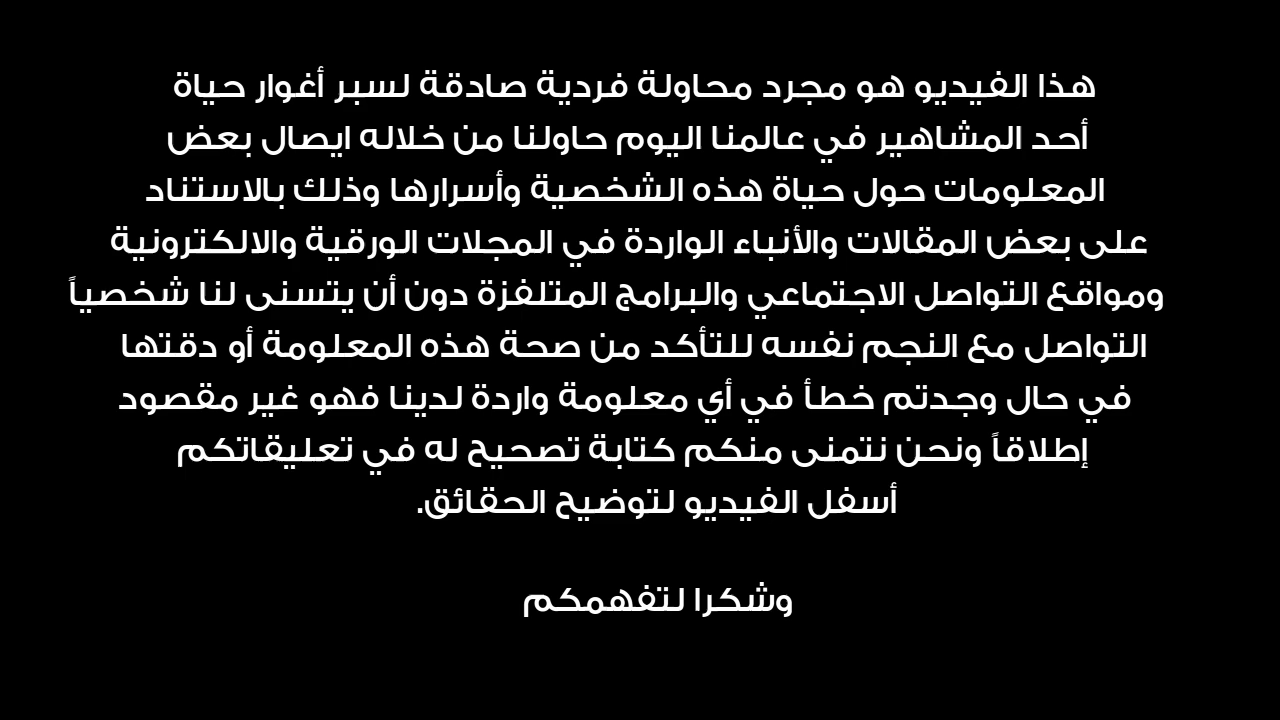 هذا الفيديو هو مجرد محاولة فردية صادقة لسبر أغوار حياة
أحد المشاهير في عالمنا اليوم حاولنا من خلاله ايصال بعض
المعلومات حول حياة هذه الشخصية وأسرارها وذلك بالاستناد
على بعض المقالات والأنباء الواردة في المجلات الورقية والالكترونية
ومواقع التواصل الاجتماعي والبرامج المتلفزة دون أن يتسنى لنا شخصياً
التواصل مع النجم نفسه للتأكد من صحة هذه المعلومة أو دقتها
في حال وجدتم خطأ في أي معلومة واردة لدينا فهو غير مقصود
إطلاقاً ونحن نتمنى منكم كتابة تصحيح له في تعليقاتكم
أسفل الفيديو لتوضيح الحقائق.
وشكرا لتفهمكم